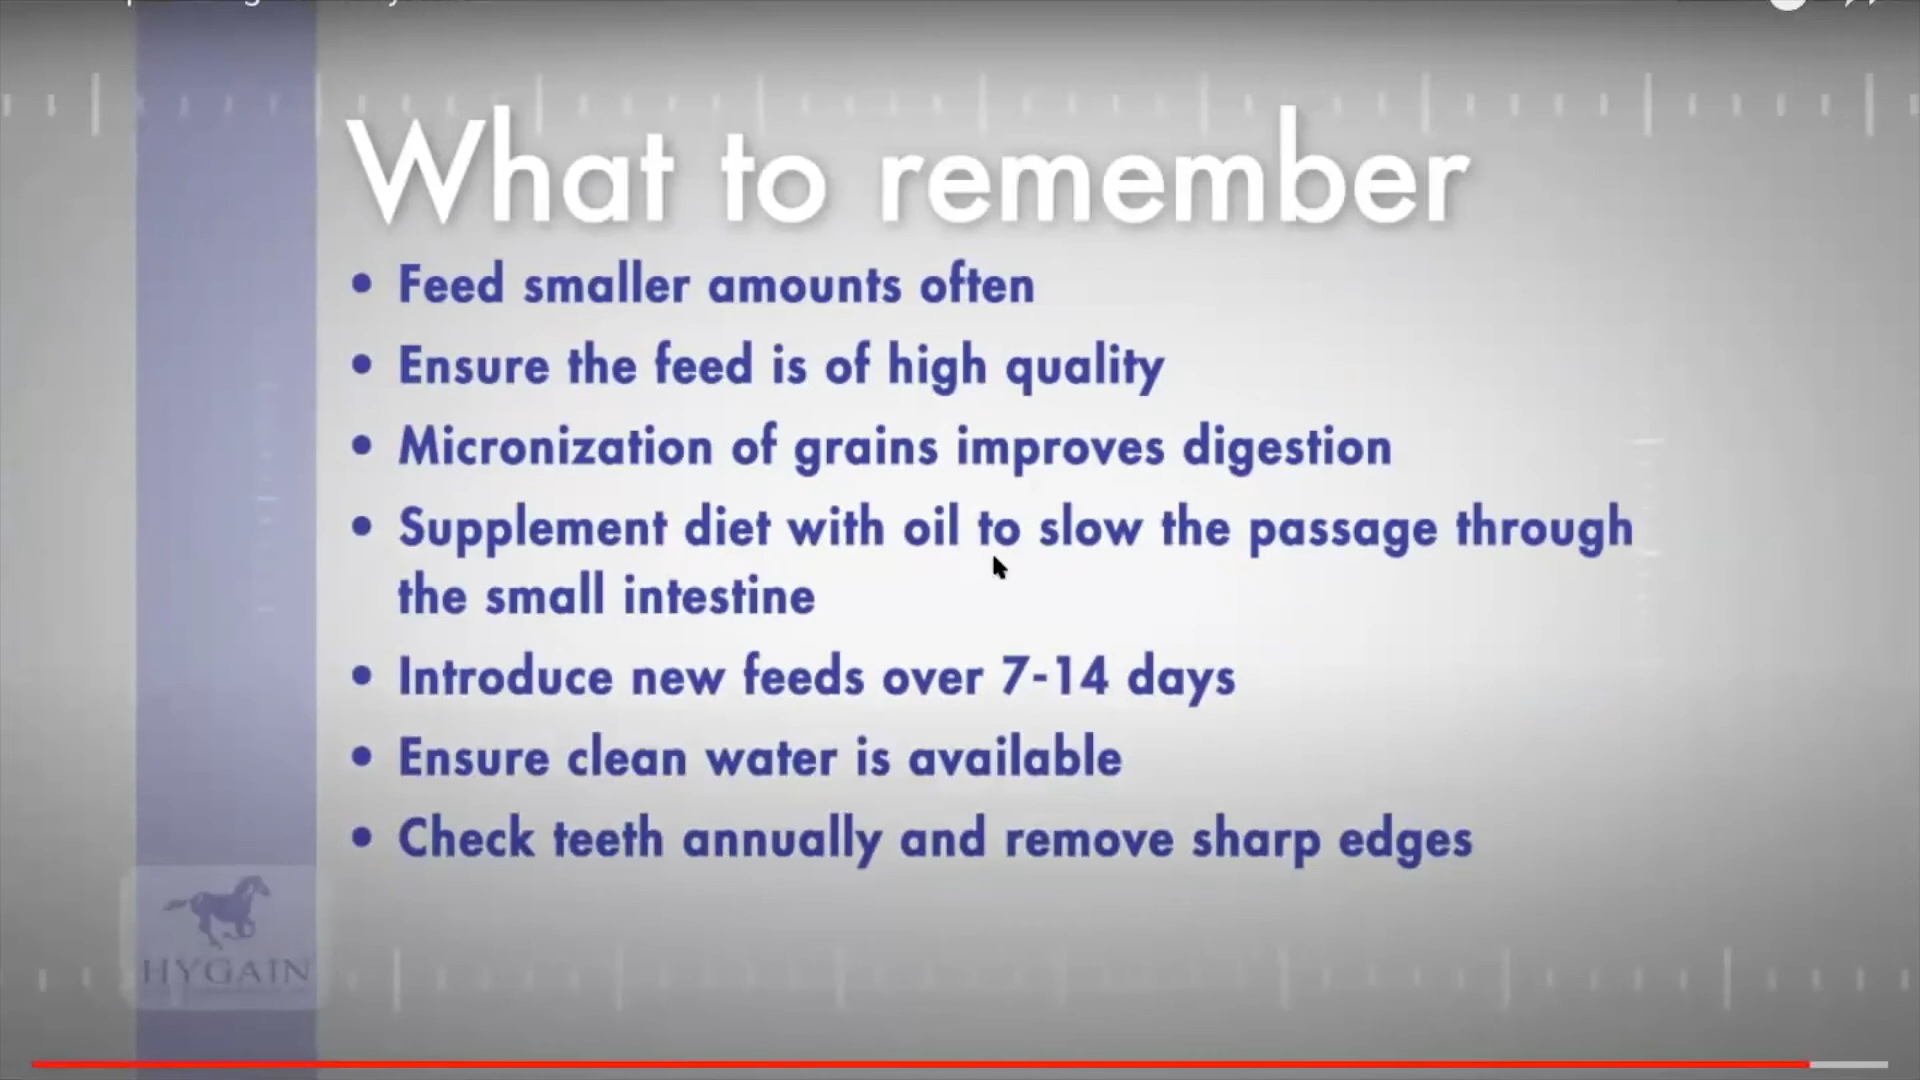 What to remember
• Feed smaller amounts often
• Ensure the feed is of high quality
• Micronization of grains improves digestion
• Supplement diet with oil to slow the passage through
the small intestine
• Introduce new feeds over 7-14 days
• Ensure clean water is available
• Check teeth annually and remove sharp edges
HYGAIN